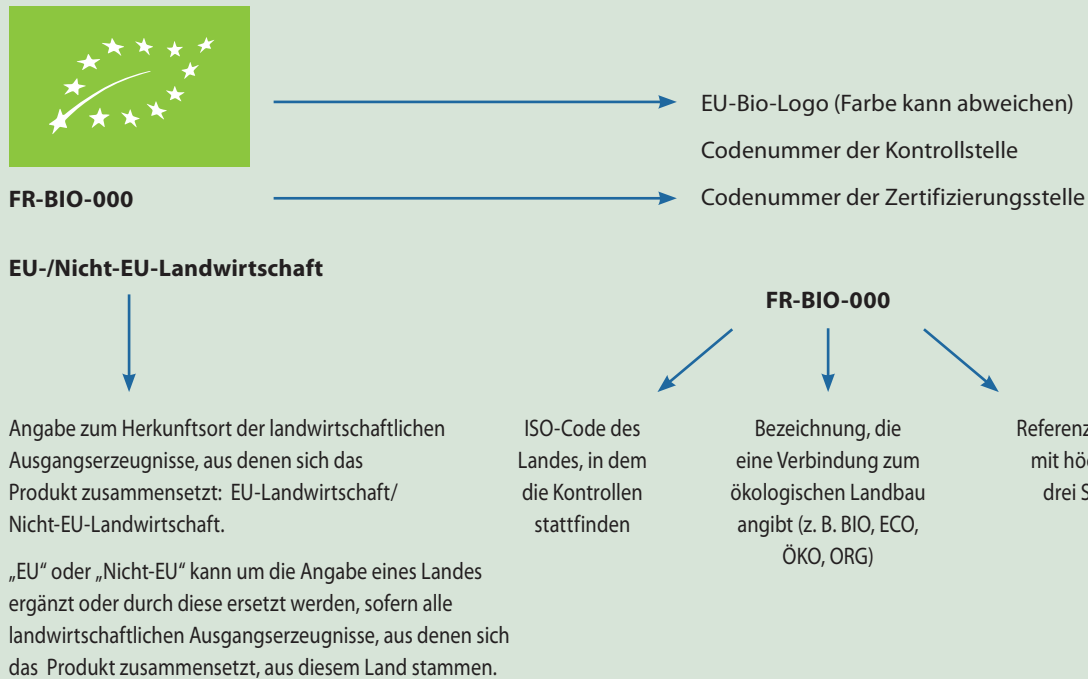 EU-Bio-Logo (Farbe kann abweichen)
Codenummer der Kontrollstelle
FR-BIO-000
Codenummer der Zertifizierungsstelle
EU-/Nicht-EU-Landwirtschaft
Angabe zum Herkunftsort der landwirtschaftlichen
Ausgangserzeugnisse, aus denen sich das
Produkt zusammensetzt: EU-Landwirtschaft/
Nicht-EU-Landwirtschaft.
„EU“ oder „Nicht-EU“ kann um die Angabe eines Landes
ergänzt oder durch diese ersetzt werden, sofern alle
landwirtschaftlichen Ausgangserzeugnisse, aus denen sich
das Produkt zusammensetzt, aus diesem Land stammen.
FR-BIO-000
ISO-Code des
Landes, in dem
die Kontrollen
stattfinden
Bezeichnung, die
eine Verbindung zum
ökologischen Landbau
angibt (z. B. BIO, ECO,
ÖKO, ORG)
mit
drei